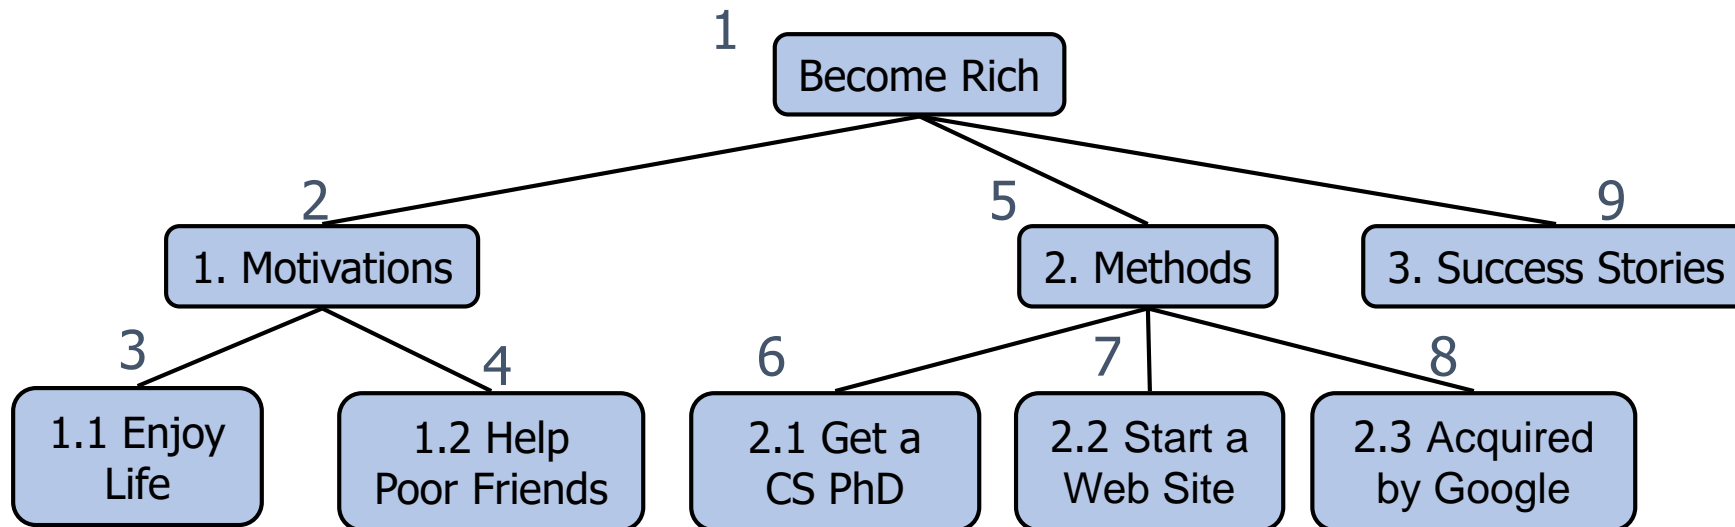 1
Become Rich
2
5
9
1. Motivations
2. Methods
3. Success Stories
3
4
6
7
8
1.1 Enjoy
Life
1.2 Help
Poor Friends
2.1 Get a
CS PhD
2.2 Start a
Web Site
2.3 Acquired
by Google